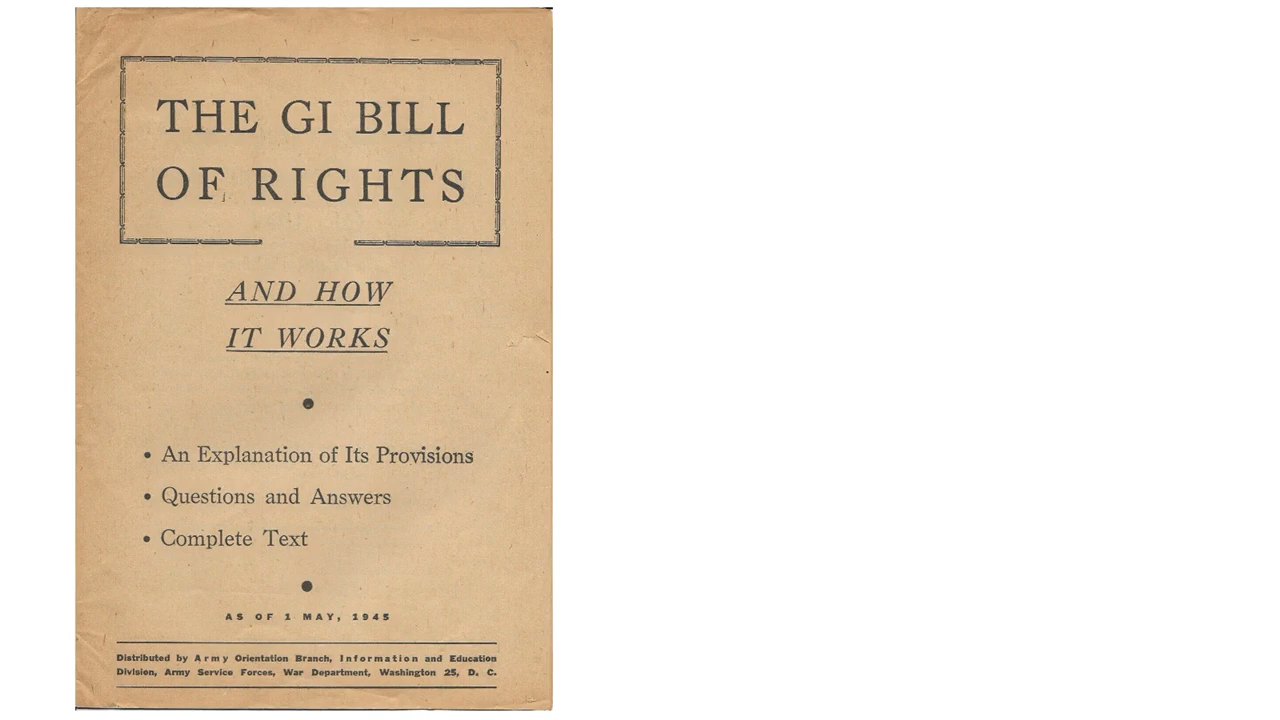 THE GI BILL
OF RIGHTS
AND HOW
IT WORKS
• An Explanation of Its Provisions
• Questions and Answers
• Complete Text
AS OF 1 MAY, 1945
Distributed by Army Orientation Branch, Information and Education
Division, Army Service Forces, War Department, Washington 25, D. C.